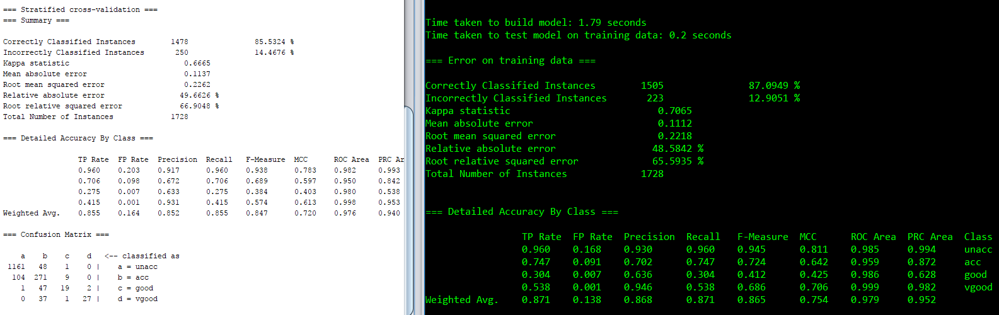 === Stratified cross-validation ===
=== Summary ===
Correctly Classified Instances 1478 85.5324 %
Incorrectly Classified Instances 250 14.4676 %
Kappa statistic 0.6665
Mean absolute error 0.1137
Root mean squared error 0.2262
Relative absolute error 49.6626 %
Root relative squared error 66.9048 %
Total Number of Instances 1728
=== Detailed Accuracy By Class ===
TP Rate FP Rate Precision Recall F-Measure MCC ROC Area PRC Ar
0.960 0.203 0.917 0.960 0.938 0.783 0.982 0.993
0.706 0.098 0.672 0.706 0.689 0.597 0.950 0.842
0.275 0.007 0.633 0.275 0.384 0.403 0.980 0.538
0.415 0.001 0.931 0.415 0.574 0.613 0.998 0.953
Weighted Avg. 0.855 0.164 0.852 0.855 0.847 0.720 0.976 0.940
=== Confusion Matrix ===
a b c d <-- classified as
1161 48 1 0 | a = unacc
104 271 9 0 | b = acc
1 47 19 2 | c = good
0 37 1 27 | d = vgood
Time taken to build model: 1.79 seconds
Time taken to test model on training data: 0.2 seconds
=== Error on training data ===
Correctly Classified Instances 1505 87.0949 %
Incorrectly Classified Instances 223 12.9051 %
Kappa statistic 0.7065
Mean absolute error 0.1112
Root mean squared error 0.2218
Relative absolute error 48.5842 %
Root relative squared error 65.5935 %
Total Number of Instances 1728
=== Detailed Accuracy By Class ===
TP Rate FP Rate Precision Recall F-Measure MCC ROC Area PRC Area Class
0.960 0.168 0.930 0.960 0.945 0.811 0.985 0.994 unacc
0.747 0.091 0.702 0.747 0.724 0.642 0.959 0.872 acc
0.304 0.007 0.636 0.304 0.412 0.425 0.986 0.628 good
0.538 0.001 0.946 0.538 0.686 0.706 0.999 0.982 vgood
Weighted Avg. 0.871 0.138 0.868 0.871 0.865 0.754 0.979 0.952